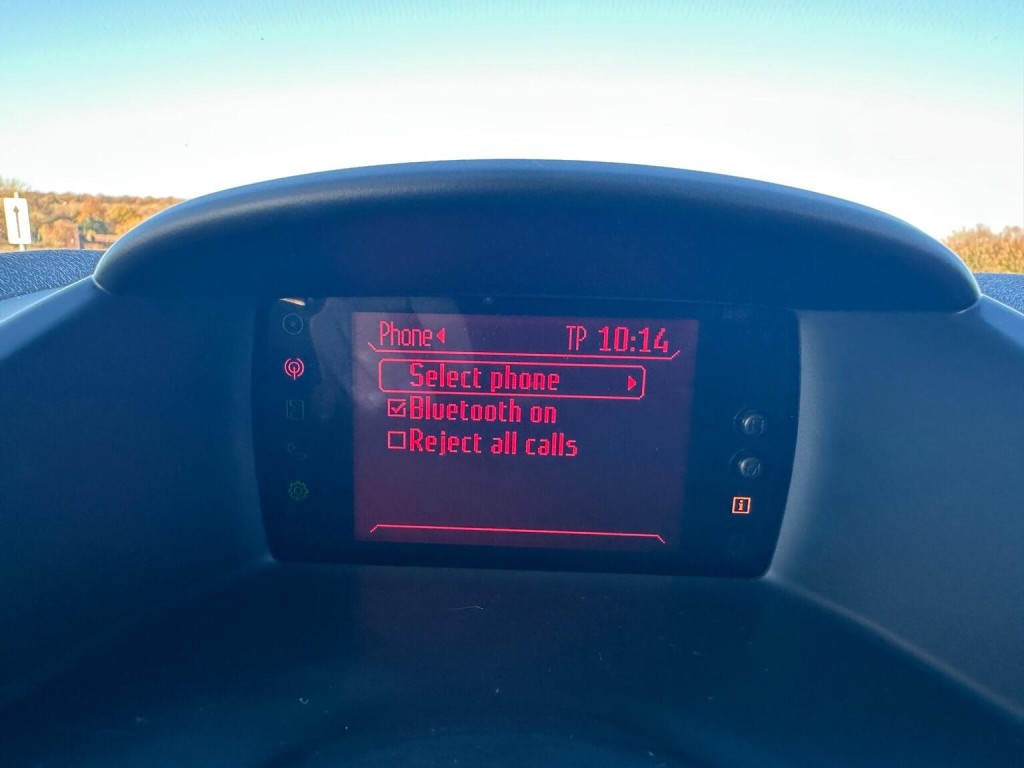 Phone
TP 10:14
Select phone
Bluetooth on
Reject all calls
i